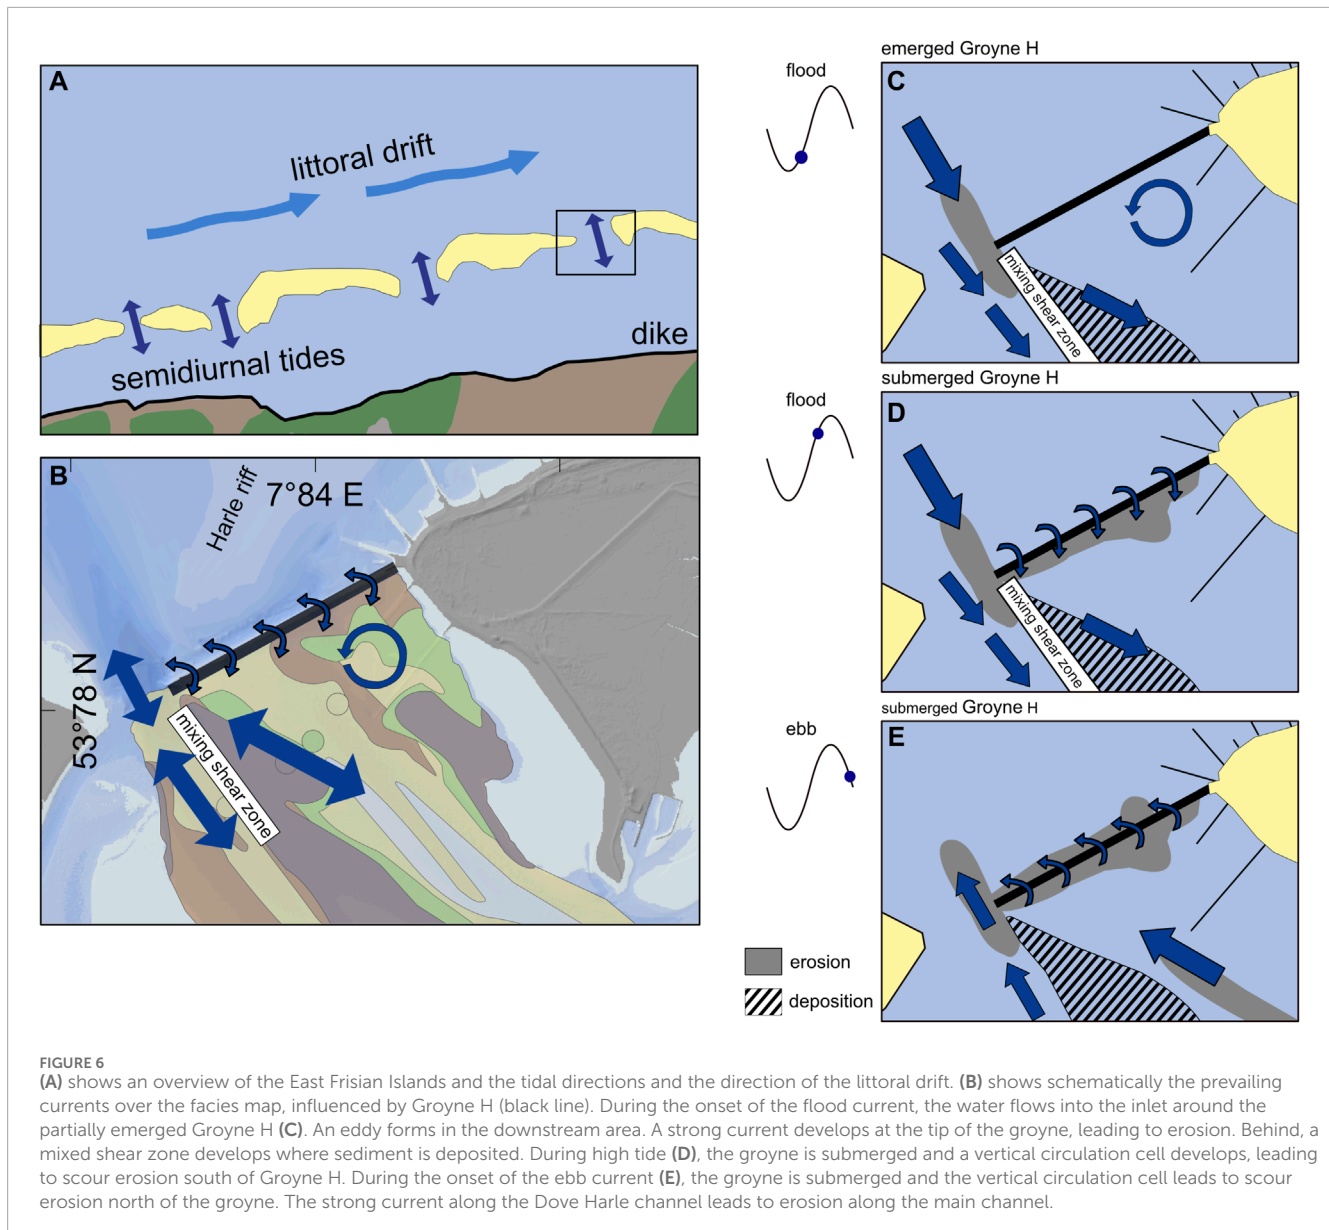 A
littoral drift
semidiurnal tides
dike
B
Harle riff
7°84 E
53°78 N
mixing shear zone
flood
emerged Groyne H
C
mixing shear zone
flood
submerged Groyne H
D
mixing shear zone
ebb
submerged Groyne H
E
erosion
deposition
FIGURE 6
(A) shows an overview of the East Frisian Islands and the tidal directions and the direction of the littoral drift. (B) shows schematically the prevailing
currents over the facies map, influenced by Groyne H (black line). During the onset of the flood current, the water flows into the inlet around the
partially emerged Groyne H (C). An eddy forms in the downstream area. A strong current develops at the tip of the groyne, leading to erosion. Behind, a
mixed shear zone develops where sediment is deposited. During high tide (D), the groyne is submerged and a vertical circulation cell develops, leading
to scour erosion south of Groyne H. During the onset of the ebb current (E), the groyne is submerged and the vertical circulation cell leads to scour
erosion north of the groyne. The strong current along the Dove Harle channel leads to erosion along the main channel.